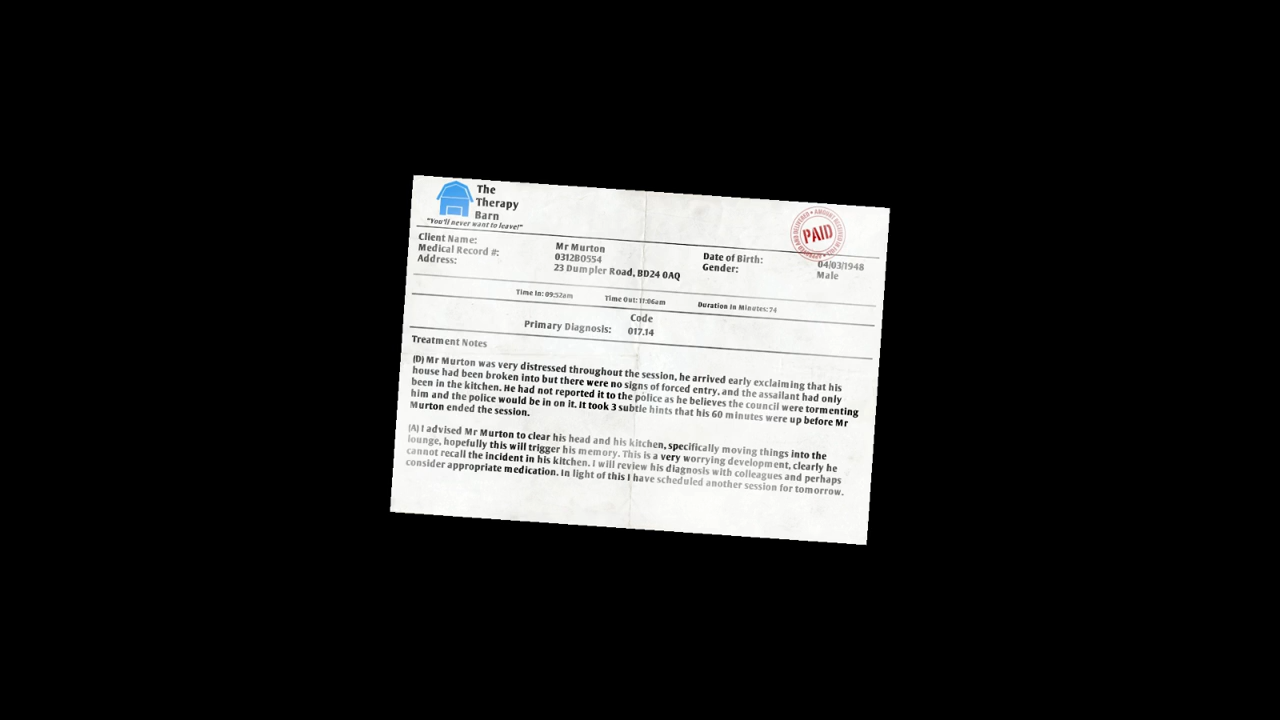 The
Therapy
Barn
"You'll never want to leave!"
PAID
Client Name: Mr Murton Date of Birth: 04/03/1948
Medical Record #: 0312B0554 Gender: Male
Address: 23 Dumpler Road, BD24 0AQ
Time In: 09:52am Time Out: 11:06am Duration in Minutes: 74
Code
Primary Diagnosis: 017.14
Treatment Notes
(D) Mr Murton was very distressed throughout the session, he arrived early exclaiming that his
house had been broken into but there were no signs of forced entry, and the assailant had only
been in the kitchen. He had not reported it to the police as he believes the council were tormenting
him and the police would be in on it. It took 3 subtle hints that his 60 minutes were up before Mr
Murton ended the session.
(A) I advised Mr Murton to clear his head and his kitchen, specifically moving things into the
lounge, hopefully this will trigger his memory. This is a very worrying development, clearly he
cannot recall the incident in his kitchen. I will review his diagnosis with colleagues and perhaps
consider appropriate medication. In light of this I have scheduled another session for tomorrow.